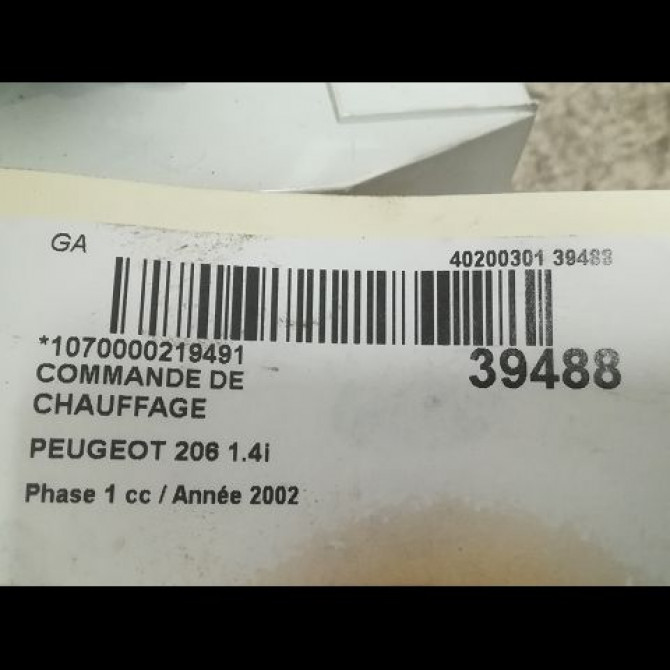 GA
40200301 39488
*1070000219491
39488
COMMANDE DE
CHAUFFAGE
PEUGEOT 206 1.4i
Phase 1 cc / Année 2002